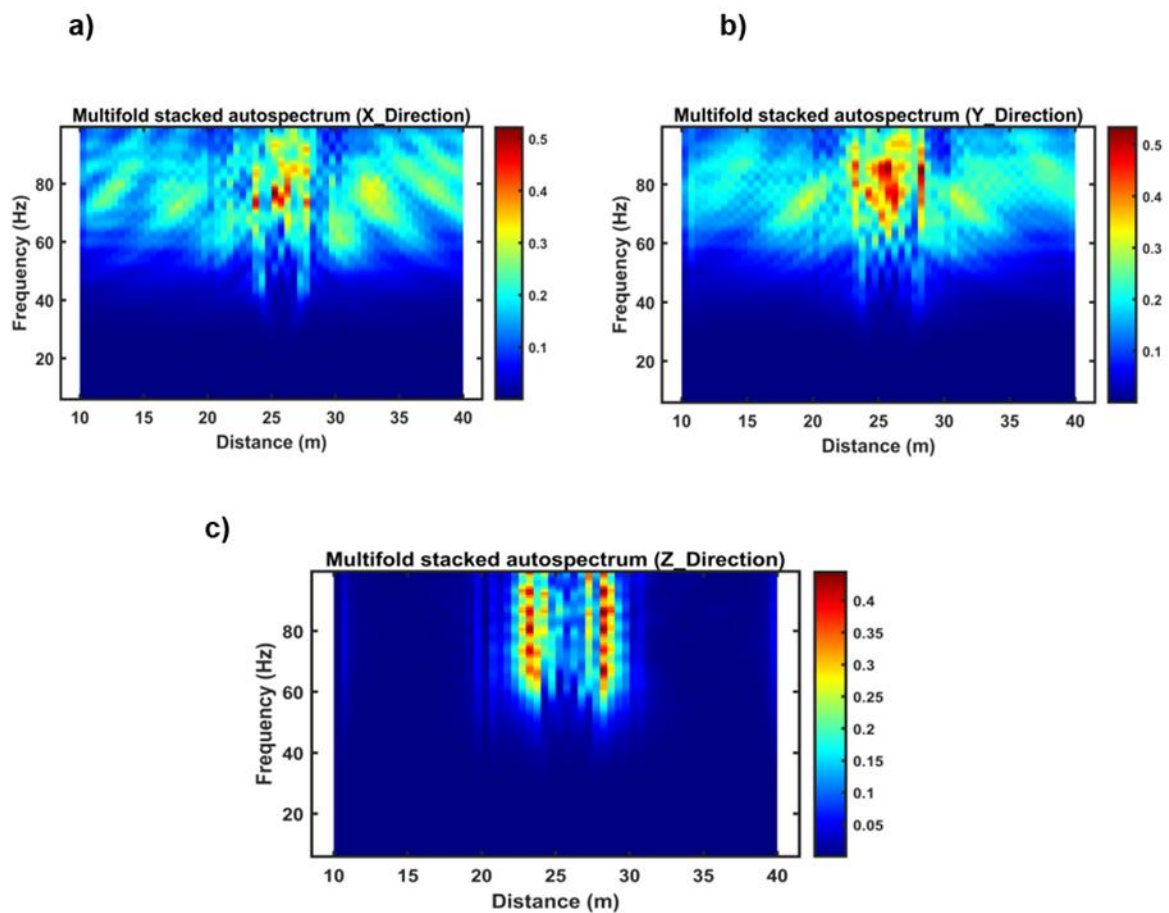 a)
b)
Multifold stacked autospectrum (X_Direction)
Frequency (Hz)
80
60
40
20
10 15 20 25 30 35 40
Distance (m)
0.5
0.4
0.3
0.2
0.1
Multifold stacked autospectrum (Y_Direction)
Frequency (Hz)
80
60
40
20
10 15 20 25 30 35 40
Distance (m)
0.5
0.4
0.3
0.2
0.1
c)
Multifold stacked autospectrum (Z_Direction)
Frequency (Hz)
80
60
40
20
10 15 20 25 30 35 40
Distance (m)
0.4
0.35
0.3
0.25
0.2
0.15
0.1
0.05